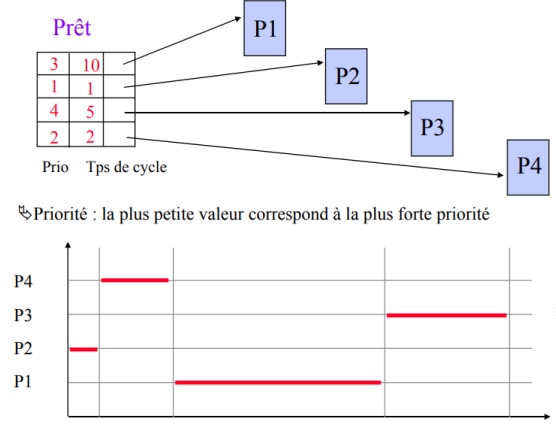 Prêt
P1
3 10
P2
1 1
4 5
P3
2 2
Prio Tps de cycle
P4
Priorité : la plus petite valeur correspond à la plus forte priorité
P4
P3
P2
P1